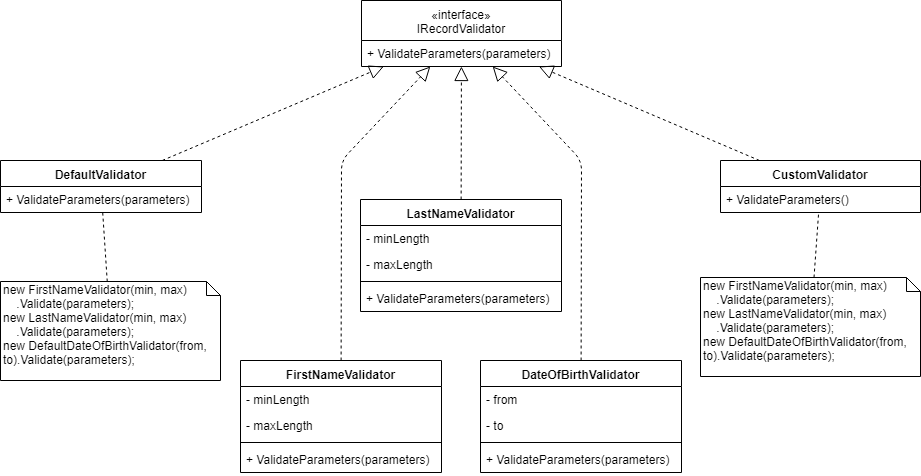 «interface»
IRecordValidator
+ ValidateParameters(parameters)
DefaultValidator
+ ValidateParameters(parameters)
CustomValidator
+ ValidateParameters()
LastNameValidator
- minLength
- maxLength
+ ValidateParameters(parameters)
new FirstNameValidator(min, max)
.Validate(parameters);
new LastNameValidator(min, max)
.Validate(parameters);
new DefaultDateOfBirthValidator(from,
to).Validate(parameters);
new FirstNameValidator(min, max)
.Validate(parameters);
new LastNameValidator(min, max)
.Validate(parameters);
new DefaultDateOfBirthValidator(from,
to).Validate(parameters);
FirstNameValidator
- minLength
- maxLength
+ ValidateParameters(parameters)
DateOfBirthValidator
- from
- to
+ ValidateParameters(parameters)